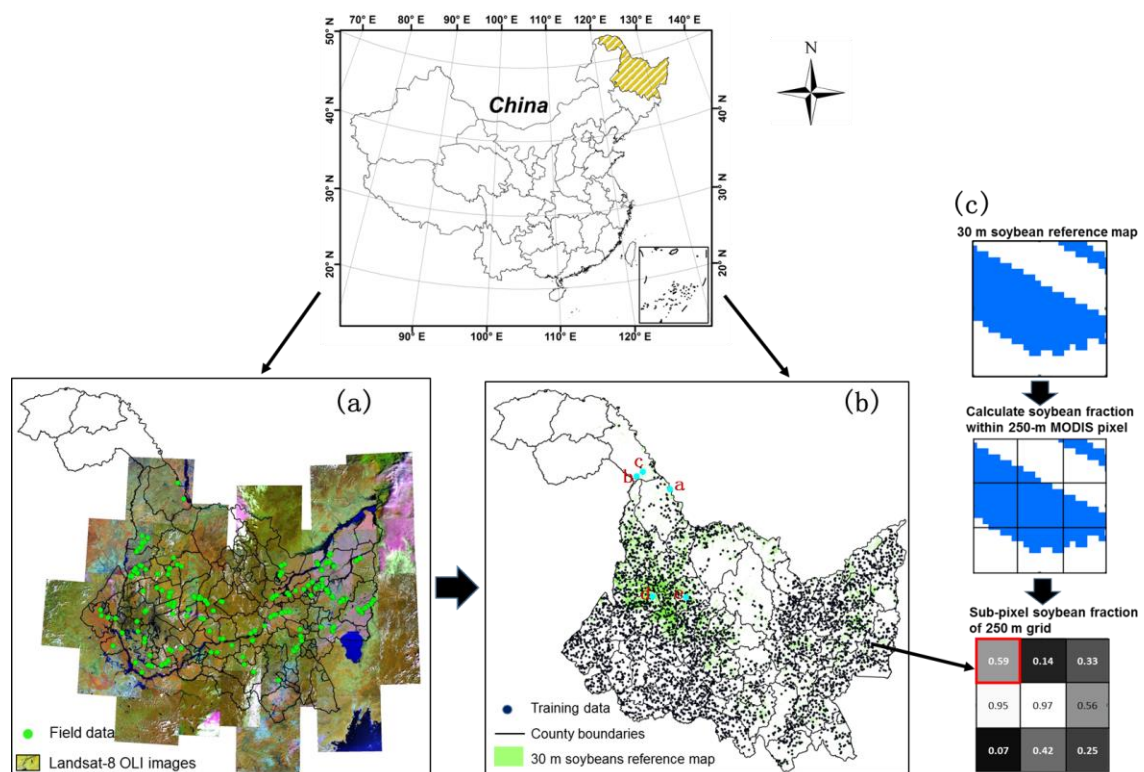 70° E 80° E 90° E 100° E 110° E 120° E 130° E 140° E
50° N
40° N
30° N
20° N
50° N
40° N
30° N
20° N
90° E 100° E 110° E 120° E
China
N
(a)
Field data
Landsat-8 OLI images
(b)
c
b
a
d
e
Training data
County boundaries
30 m soybeans reference map
(c)
30 m soybean reference map
Calculate soybean fraction
within 250-m MODIS pixel
Sub-pixel soybean fraction
of 250 m grid
0.59 0.14 0.33
0.95 0.97 0.56
0.07 0.42 0.25